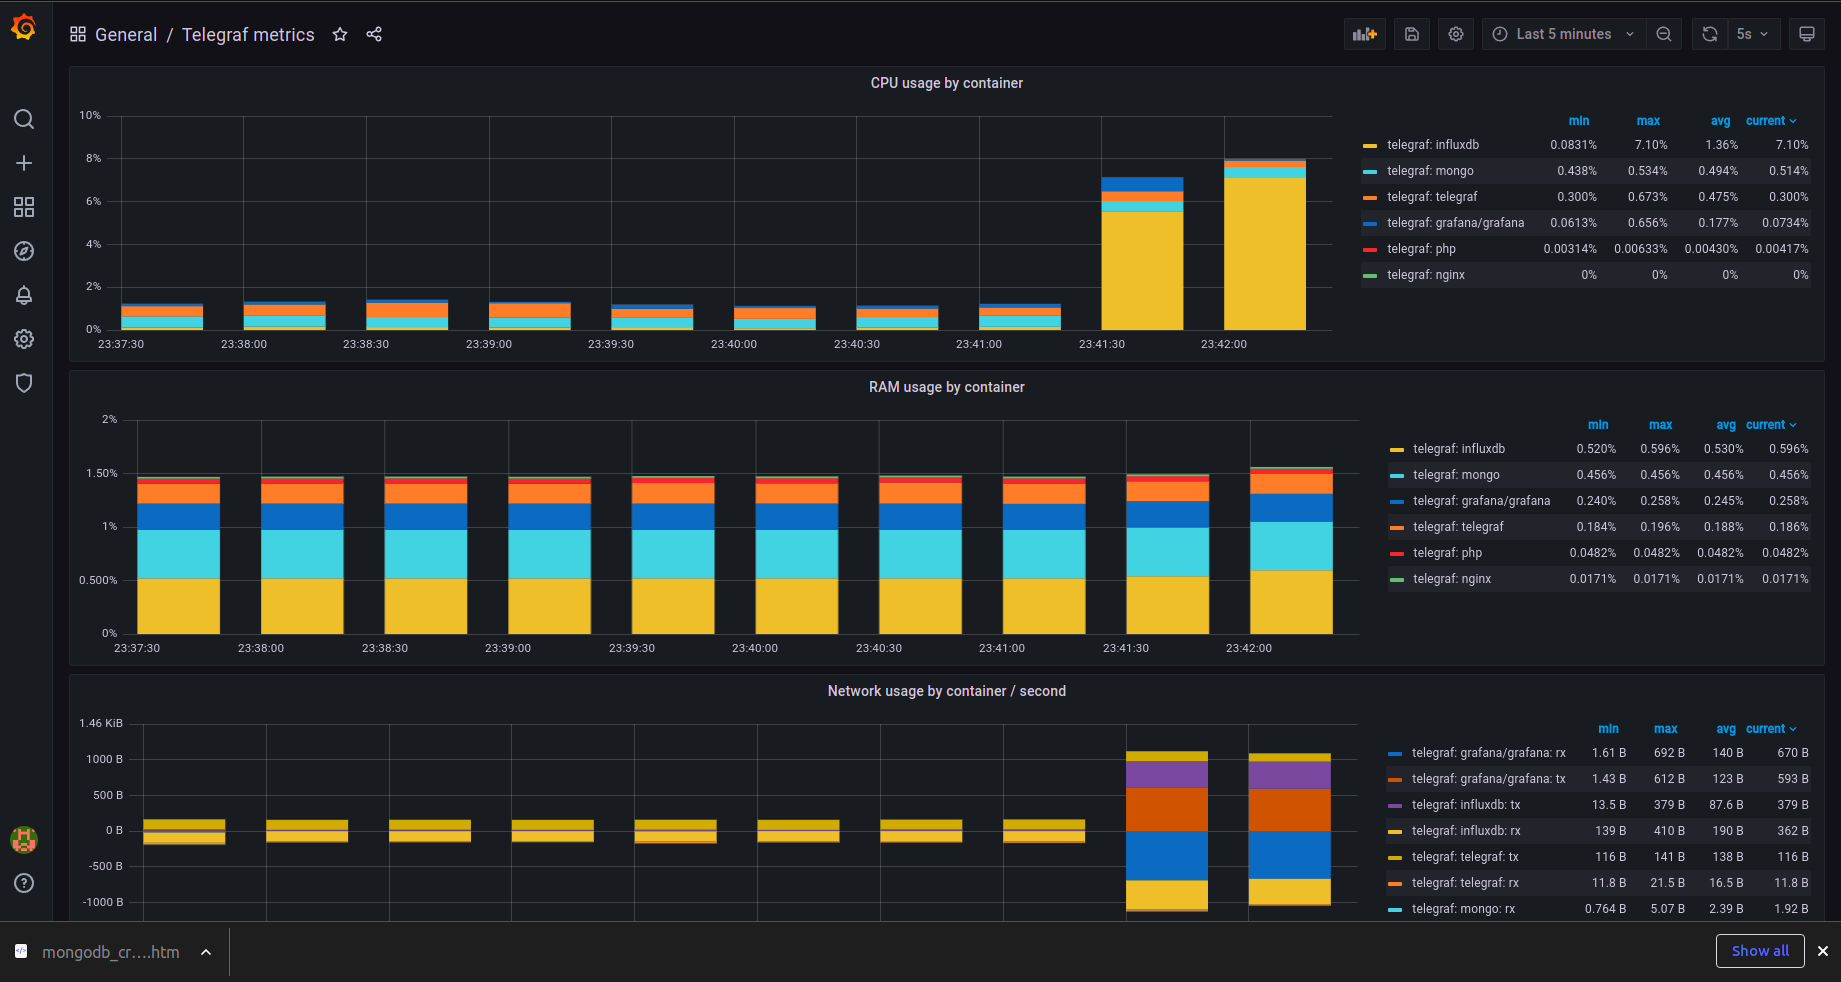 General / Telegraf metrics
Last 5 minutes
5s
CPU usage by container
10%
8%
6%
4%
2%
0%
23:37:30 23:38:00 23:38:30 23:39:00 23:39:30 23:40:00 23:40:30 23:41:00 23:41:30 23:42:00
min max avg current
telegraf: influxdb 0.0831% 7.10% 1.36% 7.10%
telegraf: mongo 0.438% 0.534% 0.494% 0.514%
telegraf: telegraf 0.300% 0.673% 0.475% 0.300%
telegraf: grafana/grafana 0.0613% 0.656% 0.177% 0.0734%
telegraf: php 0.00314% 0.00633% 0.00430% 0.00417%
telegraf: nginx 0% 0% 0% 0%
RAM usage by container
2%
1.50%
1%
0.500%
0%
23:37:30 23:38:00 23:38:30 23:39:00 23:39:30 23:40:00 23:40:30 23:41:00 23:41:30 23:42:00
min max avg current
telegraf: influxdb 0.520% 0.596% 0.530% 0.596%
telegraf: mongo 0.456% 0.456% 0.456% 0.456%
telegraf: grafana/grafana 0.240% 0.258% 0.245% 0.258%
telegraf: telegraf 0.184% 0.196% 0.188% 0.186%
telegraf: php 0.0482% 0.0482% 0.0482% 0.0482%
telegraf: nginx 0.0171% 0.0171% 0.0171% 0.0171%
Network usage by container / second
1.46 KiB
1000 B
500 B
0 B
-500 B
-1000 B
min max avg current
telegraf: grafana/grafana: rx 1.61 B 692 B 140 B 670 B
telegraf: grafana/grafana: tx 1.43 B 612 B 123 B 593 B
telegraf: influxdb: tx 13.5 B 379 B 87.6 B 379 B
telegraf: influxdb: rx 139 B 410 B 190 B 362 B
telegraf: telegraf: tx 116 B 141 B 138 B 116 B
telegraf: telegraf: rx 11.8 B 21.5 B 16.5 B 11.8 B
telegraf: mongo: rx 0.764 B 5.07 B 2.39 B 1.92 B
mongodb_cr....htm
Show all